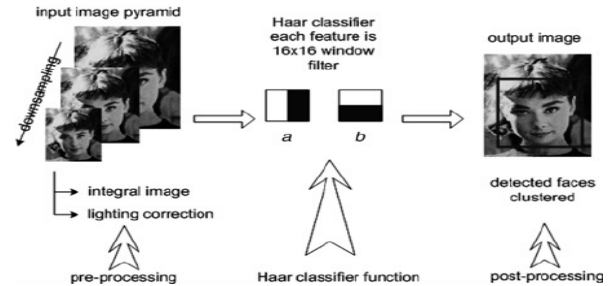 input image pyramid
downsampling
integral image
lighting correction
pre-processing
Haar classifier
each feature is
16x16 window
filter
a
b
Haar classifier function
output image
detected faces
clustered
post-processing